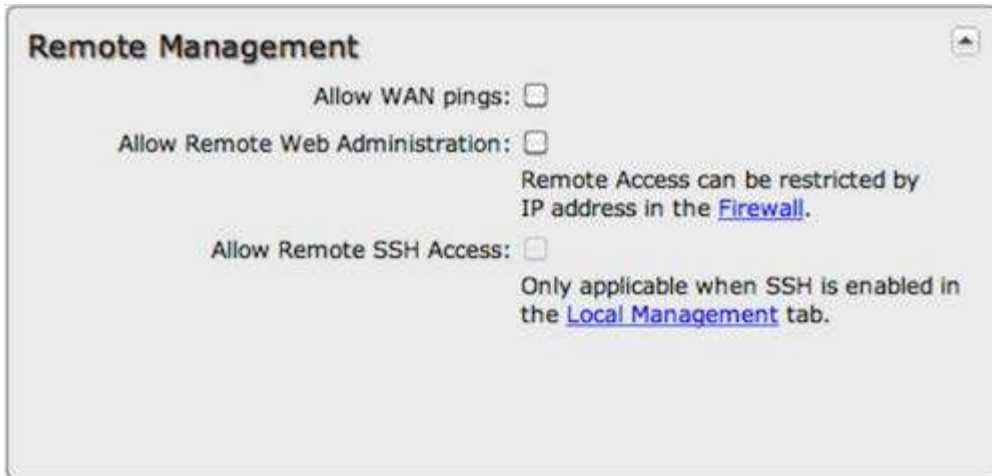 Remote Management
Allow WAN pings:
Allow Remote Web Administration:
Remote Access can be restricted by
IP address in the Firewall.
Allow Remote SSH Access:
Only applicable when SSH is enabled in
the Local Management tab.